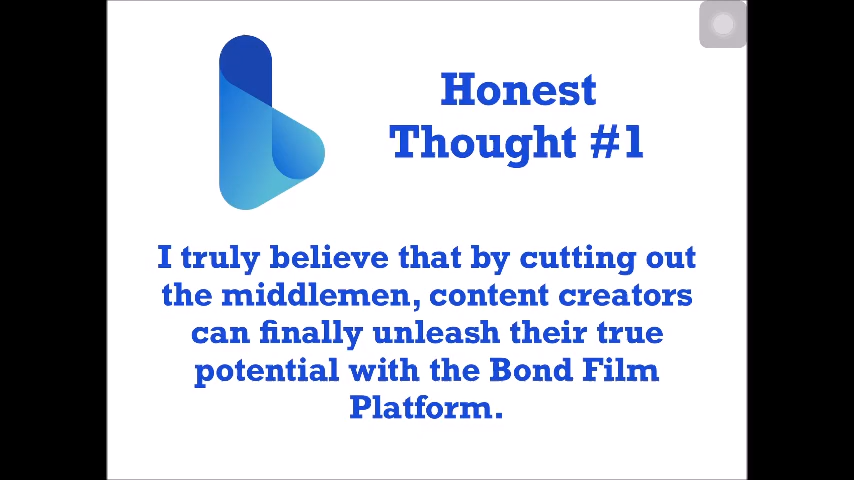 Honest
Thought #1
I truly believe that by cutting out
the middlemen, content creators
can finally unleash their true
potential with the Bond Film
Platform.